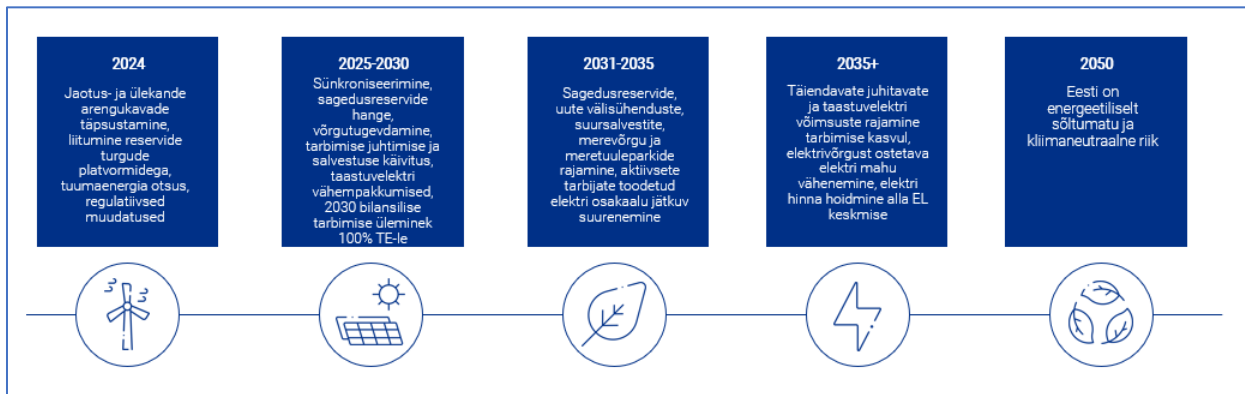 2024
Jaotus- ja ülekande
arengukavade
täpsustamine,
liitumine reservide
turgude
platvormidega,
tuumaenergia otsus,
regulatiivsed
muudatused
2025-2030
Sünkroniseerimine,
sagedusreservide
hange,
võrgutugevdamine,
tarbimise juhtimise ja
salvestuse käivitus,
taastuvelektri
vähempakkumised,
2030 bilansilise
tarbimise üleminek
100% TE-le
2031-2035
Sagedusreservide,
uute välisühenduste,
suursalvestite,
merevõrgu ja
meretuuleparkide
rajamine, aktiivsete
tarbijate toodetud
elektri osakaalu jätkuv
suurenemine
2035+
Täiendavate juhitavate
ja taastuvelektri
võimsuste rajamine
tarbimise kasvul,
elektrivõrgust ostetava
elektri mahu
vähenemine, elektri
hinna hoidmine alla EL
keskmise
2050
Eesti on
energeetiliselt
sõltumatu ja
kliimaneutraalne riik